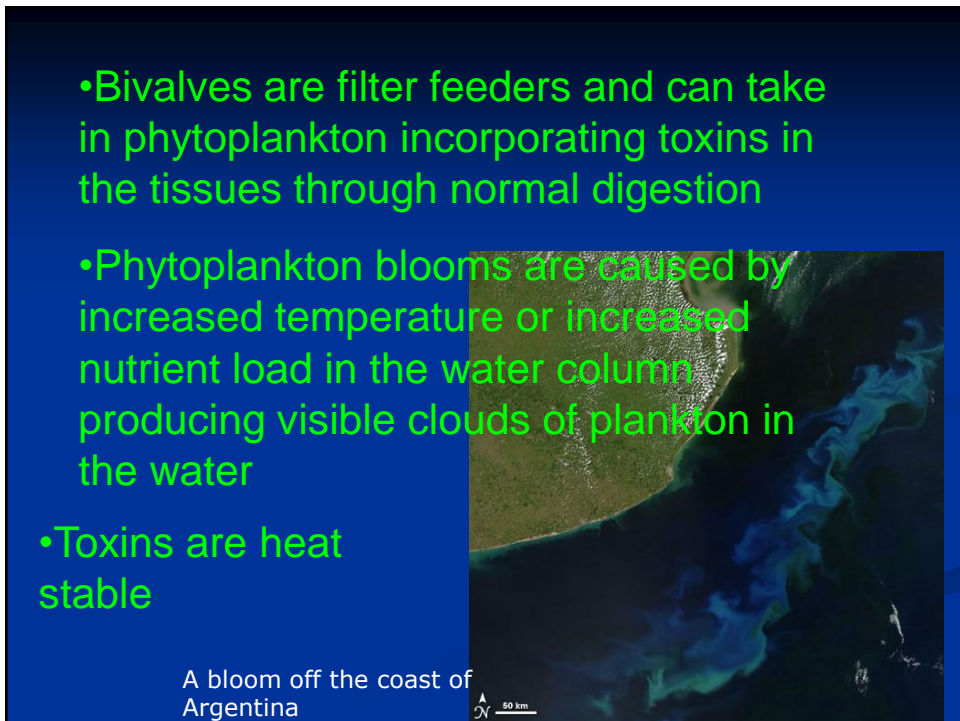 •Bivalves are filter feeders and can take
in phytoplankton incorporating toxins in
the tissues through normal digestion
•Phytoplankton blooms are caused by
increased temperature or increased
nutrient load in the water column
producing visible clouds of plankton in
the water
•Toxins are heat
stable
A bloom off the coast of
Argentina
N 50 km